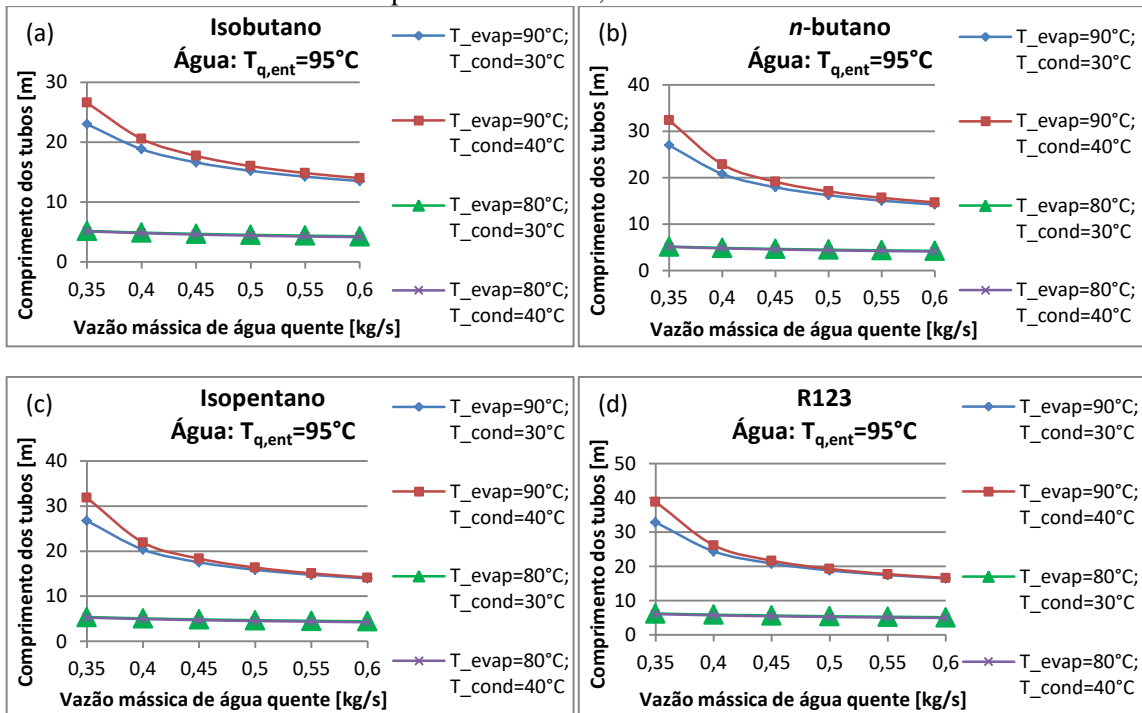 (a)
Isobutano
Água: Tq,ent=95°C
Comprimento dos tubos [m]
30
20
10
0
0,35 0,4 0,45 0,5 0,55 0,6
Vazão mássica de água quente [kg/s]
T_evap=90°C;
T_cond=30°C
T_evap=90°C;
T_cond=40°C
T_evap=80°C;
T_cond=30°C
T_evap=80°C;
T_cond=40°C
(b)
n-butano
Água: Tq,ent=95°C
Comprimento dos tubos [m]
40
30
20
10
0
0,35 0,4 0,45 0,5 0,55 0,6
Vazão mássica de água quente [kg/s]
T_evap=90°C;
T_cond=30°C
T_evap=90°C;
T_cond=40°C
T_evap=80°C;
T_cond=30°C
T_evap=80°C;
T_cond=40°C
(c)
Isopentano
Água: Tq,ent=95°C
Comprimento dos tubos [m]
40
30
20
10
0
0,35 0,4 0,45 0,5 0,55 0,6
Vazão mássica de água quente [kg/s]
T_evap=90°C;
T_cond=30°C
T_evap=90°C;
T_cond=40°C
T_evap=80°C;
T_cond=30°C
T_evap=80°C;
T_cond=40°C
(d)
R123
Água: Tq,ent=95°C
Comprimento dos tubos [m]
50
40
30
20
10
0
0,35 0,4 0,45 0,5 0,55 0,6
Vazão mássica de água quente [kg/s]
T_evap=90°C;
T_cond=30°C
T_evap=90°C;
T_cond=40°C
T_evap=80°C;
T_cond=30°C
T_evap=80°C;
T_cond=40°C